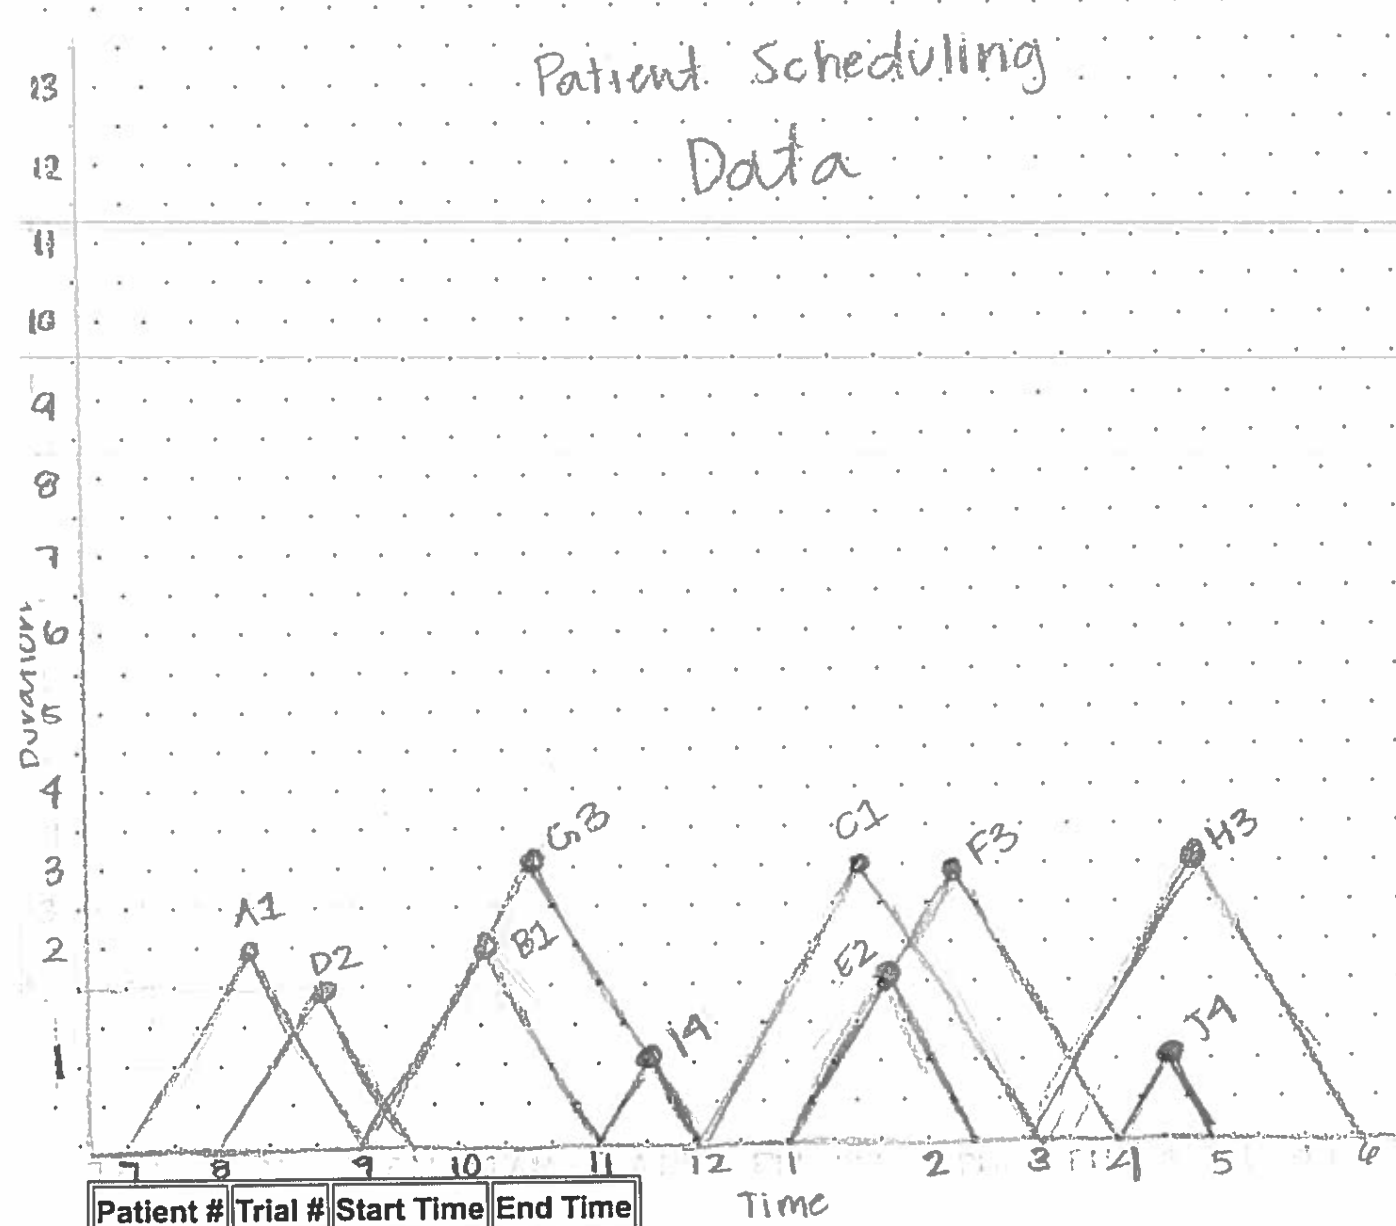 Patient Scheduling
Data
13
12
11
10
9
8
7
6
5
4
3
2
1
Duration
A1
D2
G3
B1
I4
C1
F3
E2
H3
J4
7 8 9 10 11 12 1 2 3 4 5 6
Time
Patient # Trial # Start Time End Time